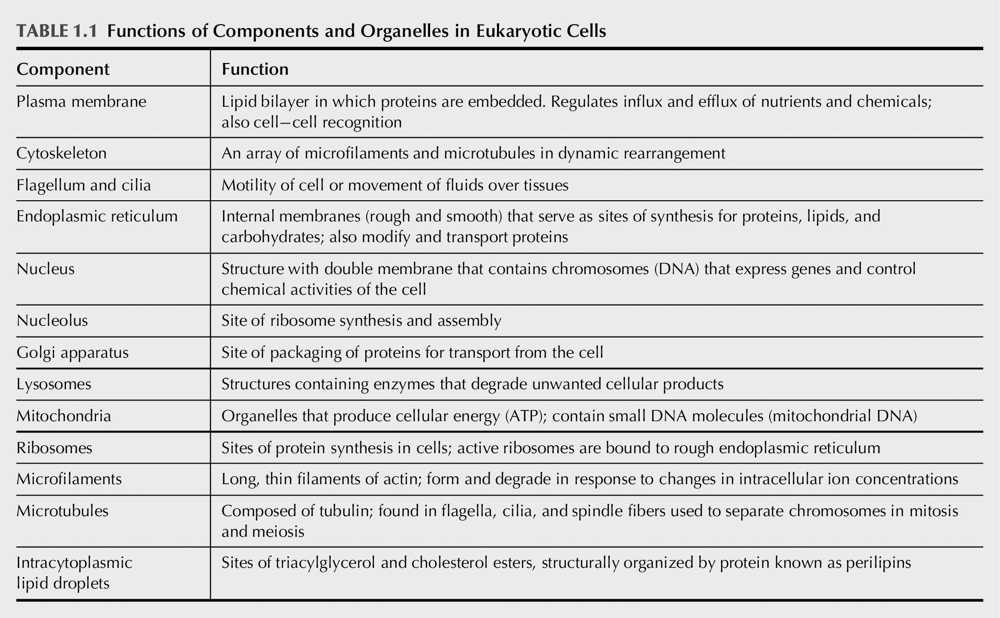 TABLE 1.1 Functions of Components and Organelles in Eukaryotic Cells
Component Function
Plasma membrane Lipid bilayer in which proteins are embedded. Regulates influx and efflux of nutrients and chemicals;
also cell—cell recognition
Cytoskeleton An array of microfilaments and microtubules in dynamic rearrangement
Flagellum and cilia Motility of cell or movement of fluids over tissues
Endoplasmic reticulum Internal membranes (rough and smooth) that serve as sites of synthesis for proteins, lipids, and
carbohydrates; also modify and transport proteins
Nucleus Structure with double membrane that contains chromosomes (DNA) that express genes and control
chemical activities of the cell
Nucleolus Site of ribosome synthesis and assembly
Golgi apparatus Site of packaging of proteins for transport from the cell
Lysosomes Structures containing enzymes that degrade unwanted cellular products
Mitochondria Organelles that produce cellular energy (ATP); contain small DNA molecules (mitochondrial DNA)
Ribosomes Sites of protein synthesis in cells; active ribosomes are bound to rough endoplasmic reticulum
Microfilaments Long, thin filaments of actin; form and degrade in response to changes in intracellular ion concentrations
Microtubules Composed of tubulin; found in flagella, cilia, and spindle fibers used to separate chromosomes in mitosis
and meiosis
Intracytoplasmic Sites of triacylglycerol and cholesterol esters, structurally organized by protein known as perilipins
lipid droplets